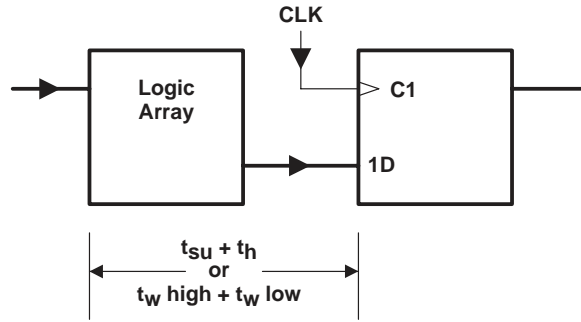 CLK
Logic
Array
C1
1D
tsu + th
or
tw high + tw low